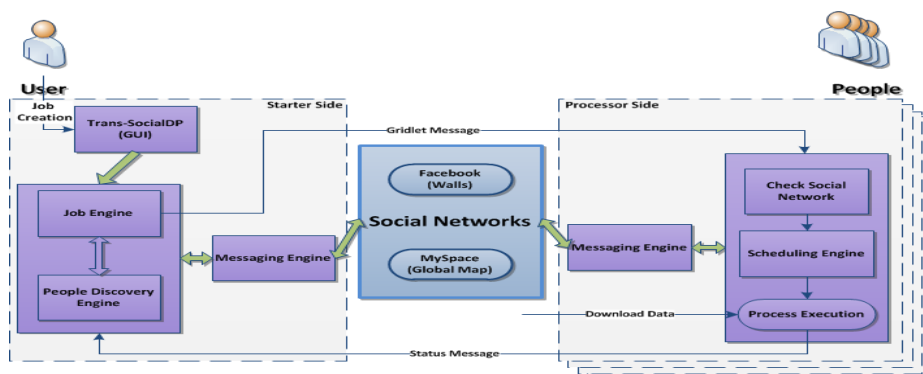 User
People
Starter Side
Processor Side
Job
Creation
Trans-SocialDP
(GUI)
Gridlet Message
Facebook
(Walls)
Check Social
Network
Job Engine
Social Networks
Messaging Engine
Messaging Engine
Scheduling Engine
MySpace
(Global Map)
People Discovery
Engine
Download Data
Process Execution
Status Message